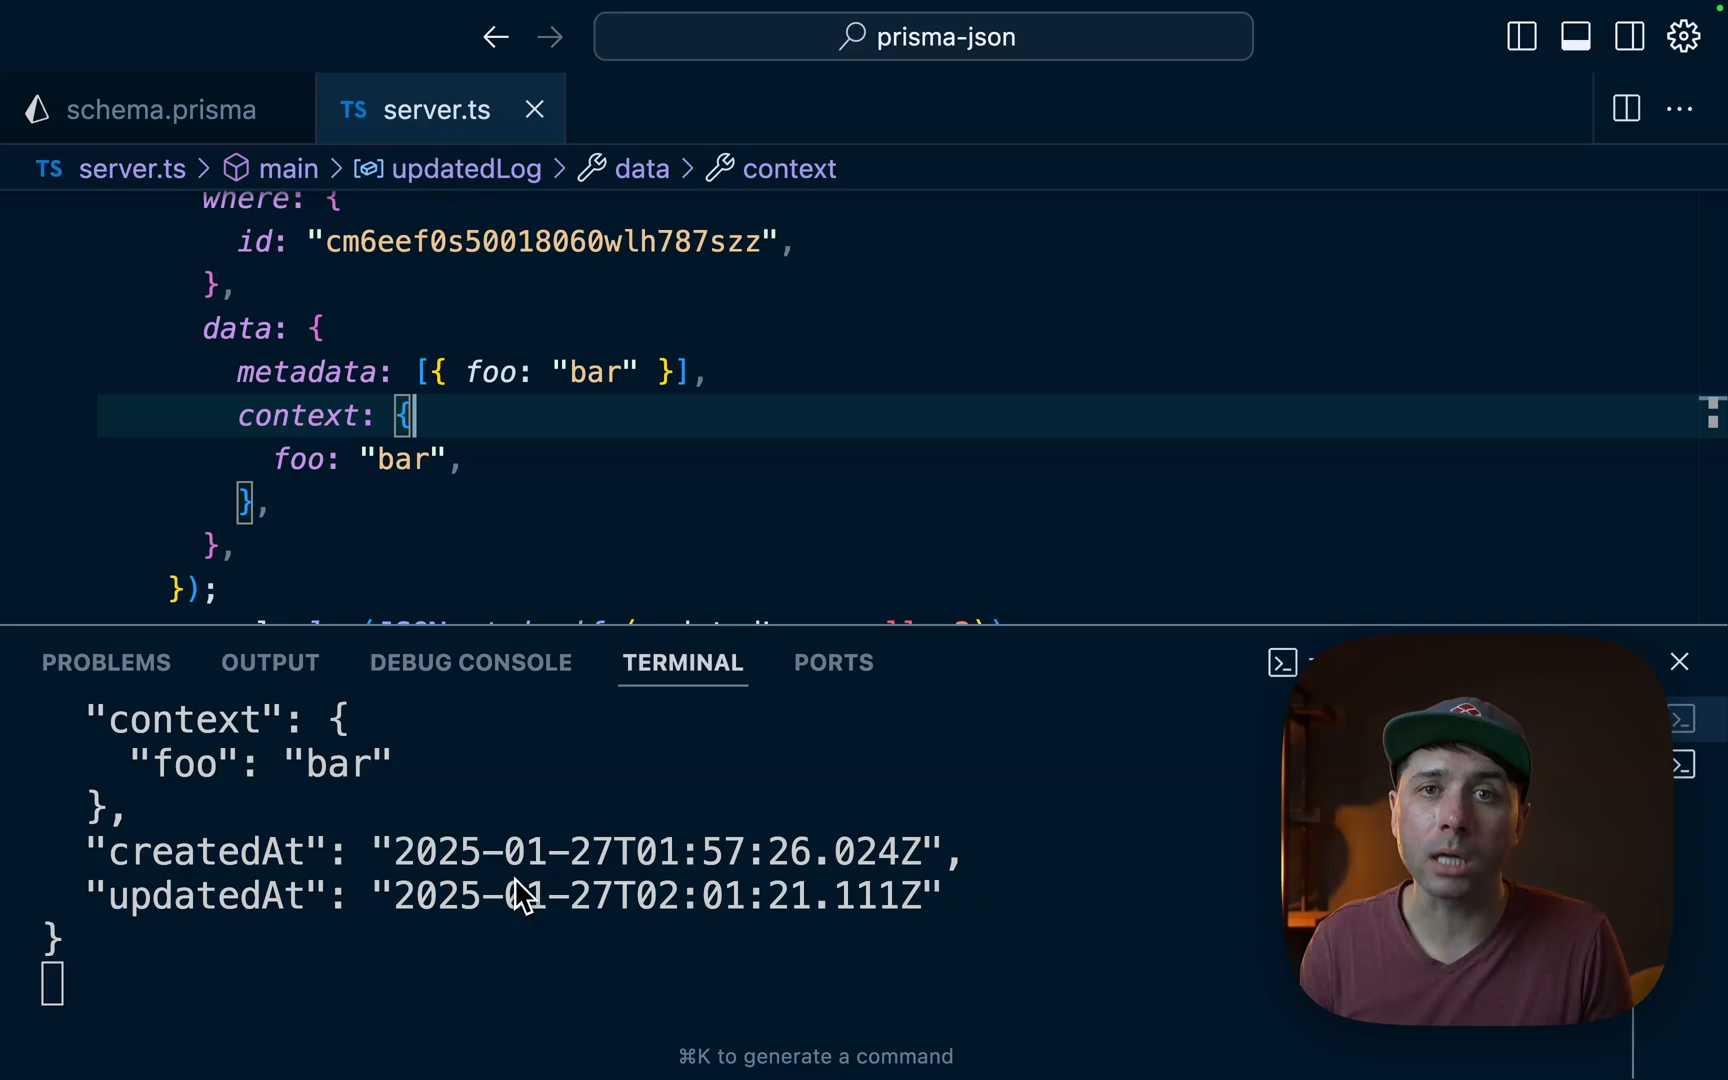 prisma-json
schema.prisma
TS server.ts
TS server.ts > main > updatedLog > data > context
where: {
id: "cm6eef0s50018060wlh787szz",
},
data: {
metadata: [{ foo: "bar" }],
context: {
foo: "bar",
},
},
});
PROBLEMS OUTPUT DEBUG CONSOLE TERMINAL PORTS
"context": {
"foo": "bar"
},
"createdAt": "2025-01-27T01:57:26.024Z",
"updatedAt": "2025-01-27T02:01:21.111Z"
}
⌘K to generate a command